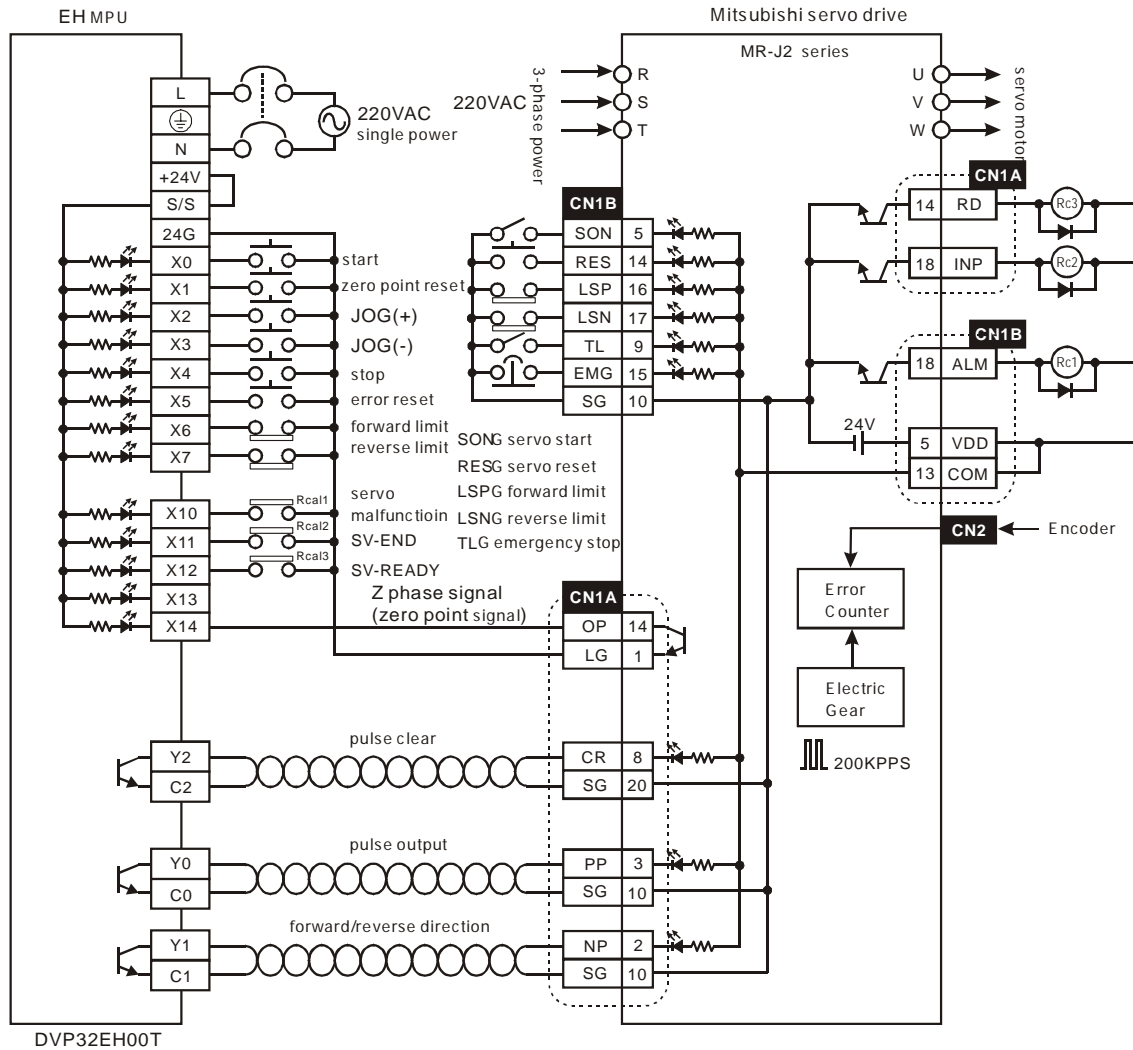 EH MPU
Mitsubishi servo drive
MR-J2 series
L
N
+24V
S/S
24G
X0
X1
X2
X3
X4
X5
X6
X7
X10
X11
X12
X13
X14
220VAC
single power
start
zero point reset
JOG(+)
JOG(-)
stop
error reset
forward limit
reverse limit
Rcal1
servo
malfunctioin
Rcal2
SV-END
Rcal3
SV-READY
Z phase signal
(zero point signal)
SONG servo start
RESG servo reset
LSPG forward limit
LSNG reverse limit
TLG emergency stop
3-phase power
220VAC
R
S
T
U
V
W
servo motor
CN1B
SON 5
RES 14
LSP 16
LSN 17
TL 9
EMG 15
SG 10
CN1A
14 RD
Rc3
18 INP
Rc2
CN1B
18 ALM
Rc1
24V
5 VDD
13 COM
CN2
Encoder
Error
Counter
Electric
Gear
200KPPS
CN1A
OP 14
LG 1
Y2
C2
pulse clear
CR 8
SG 20
Y0
C0
pulse output
PP 3
SG 10
Y1
C1
forward/reverse direction
NP 2
SG 10
DVP32EH00T